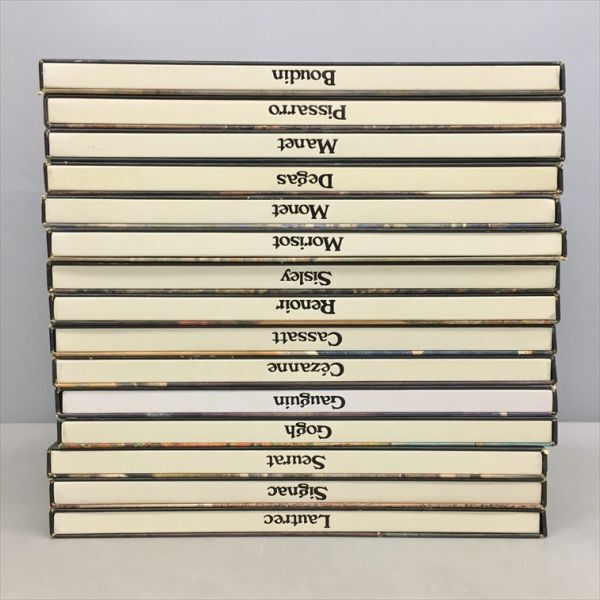 Boudin
Pissarro
Manet
Degas
Monet
Morisot
Sisley
Renoir
Cassatt
Cézanne
Gauguin
Gogh
Seurat
Signac
Lautrec